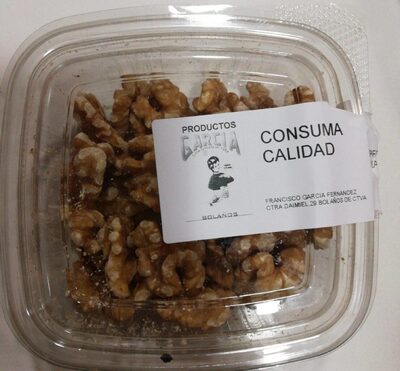 PRODUCTOS
GARCIA
BOLAÑOS
CONSUMA
CALIDAD
FRANCISCO GARCIA FERNANDEZ
CTRA.DAIMIEL,29 BOLAÑOS DE CTVA